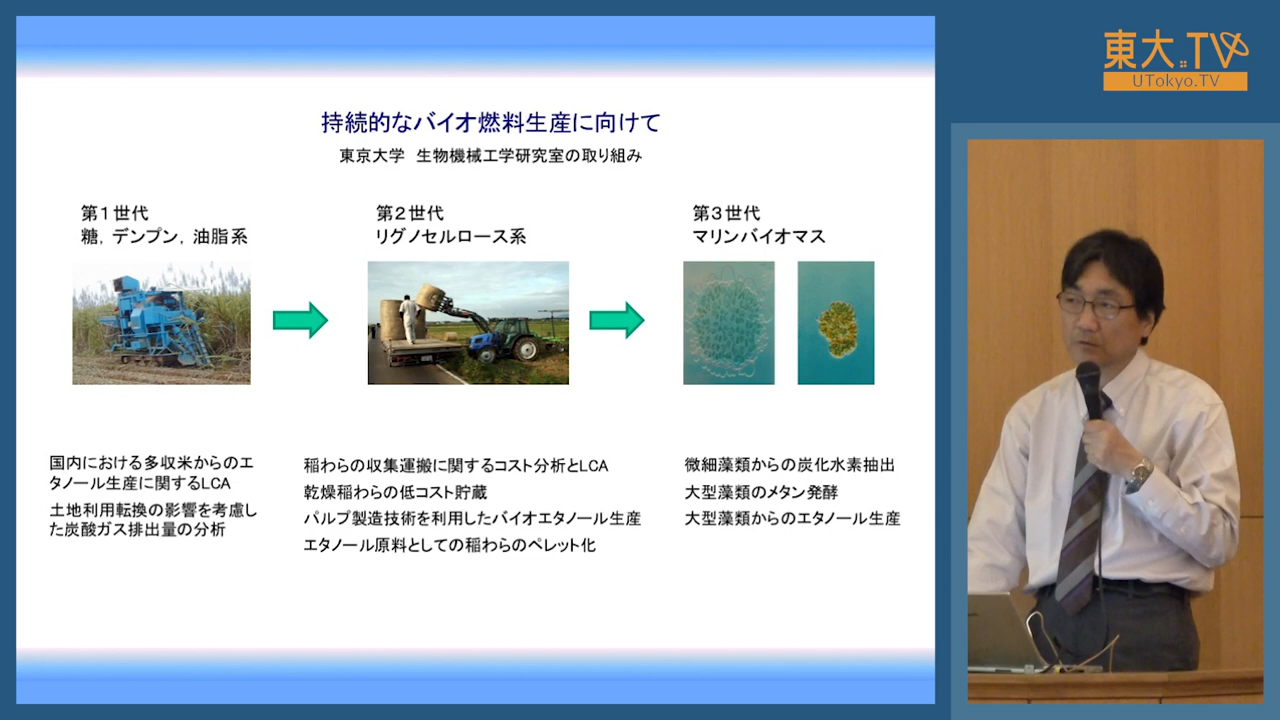 持続的なバイオ燃料生産に向けて
東京大学　生物機械工学研究室の取り組み
第１世代
糖，デンプン，油脂系
第２世代
リグノセルロース系
第３世代
マリンバイオマス
国内における多収米からのエ
タノール生産に関するLCA
土地利用転換の影響を考慮し
た炭酸ガス排出量の分析
稲わらの収集運搬に関するコスト分析とLCA
乾燥稲わらの低コスト貯蔵
パルプ製造技術を利用したバイオエタノール生産
エタノール原料としての稲わらのペレット化
微細藻類からの炭化水素抽出
大型藻類のメタン発酵
大型藻類からのエタノール生産
東大.TV
UTokyo.TV